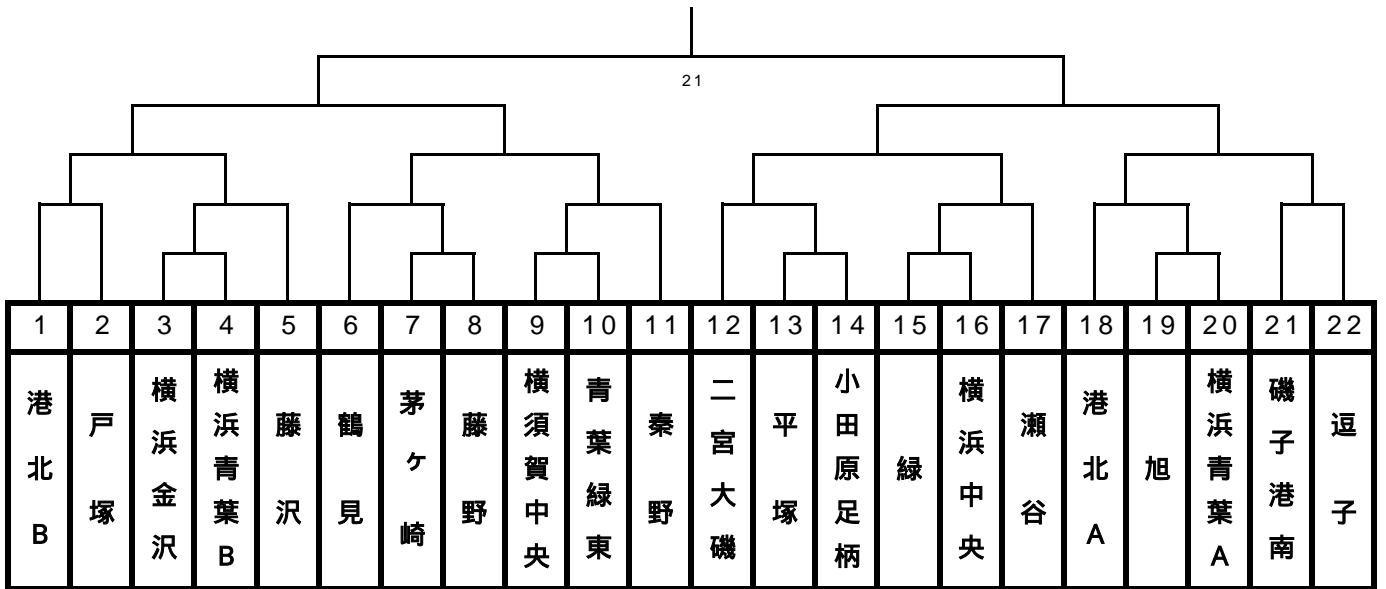 21
1 2 3 4 5 6 7 8 9 10 11 12 13 14 15 16 17 18 19 20 21 22
港北B
戸塚
横浜金沢
横浜青葉B
藤沢
鶴見
茅ヶ崎
藤野
横須賀中央
青葉緑東
秦野
二宮大磯
平塚
小田原足柄
緑
横浜中央
瀬谷
港北A
旭
横浜青葉A
磯子港南
逗子